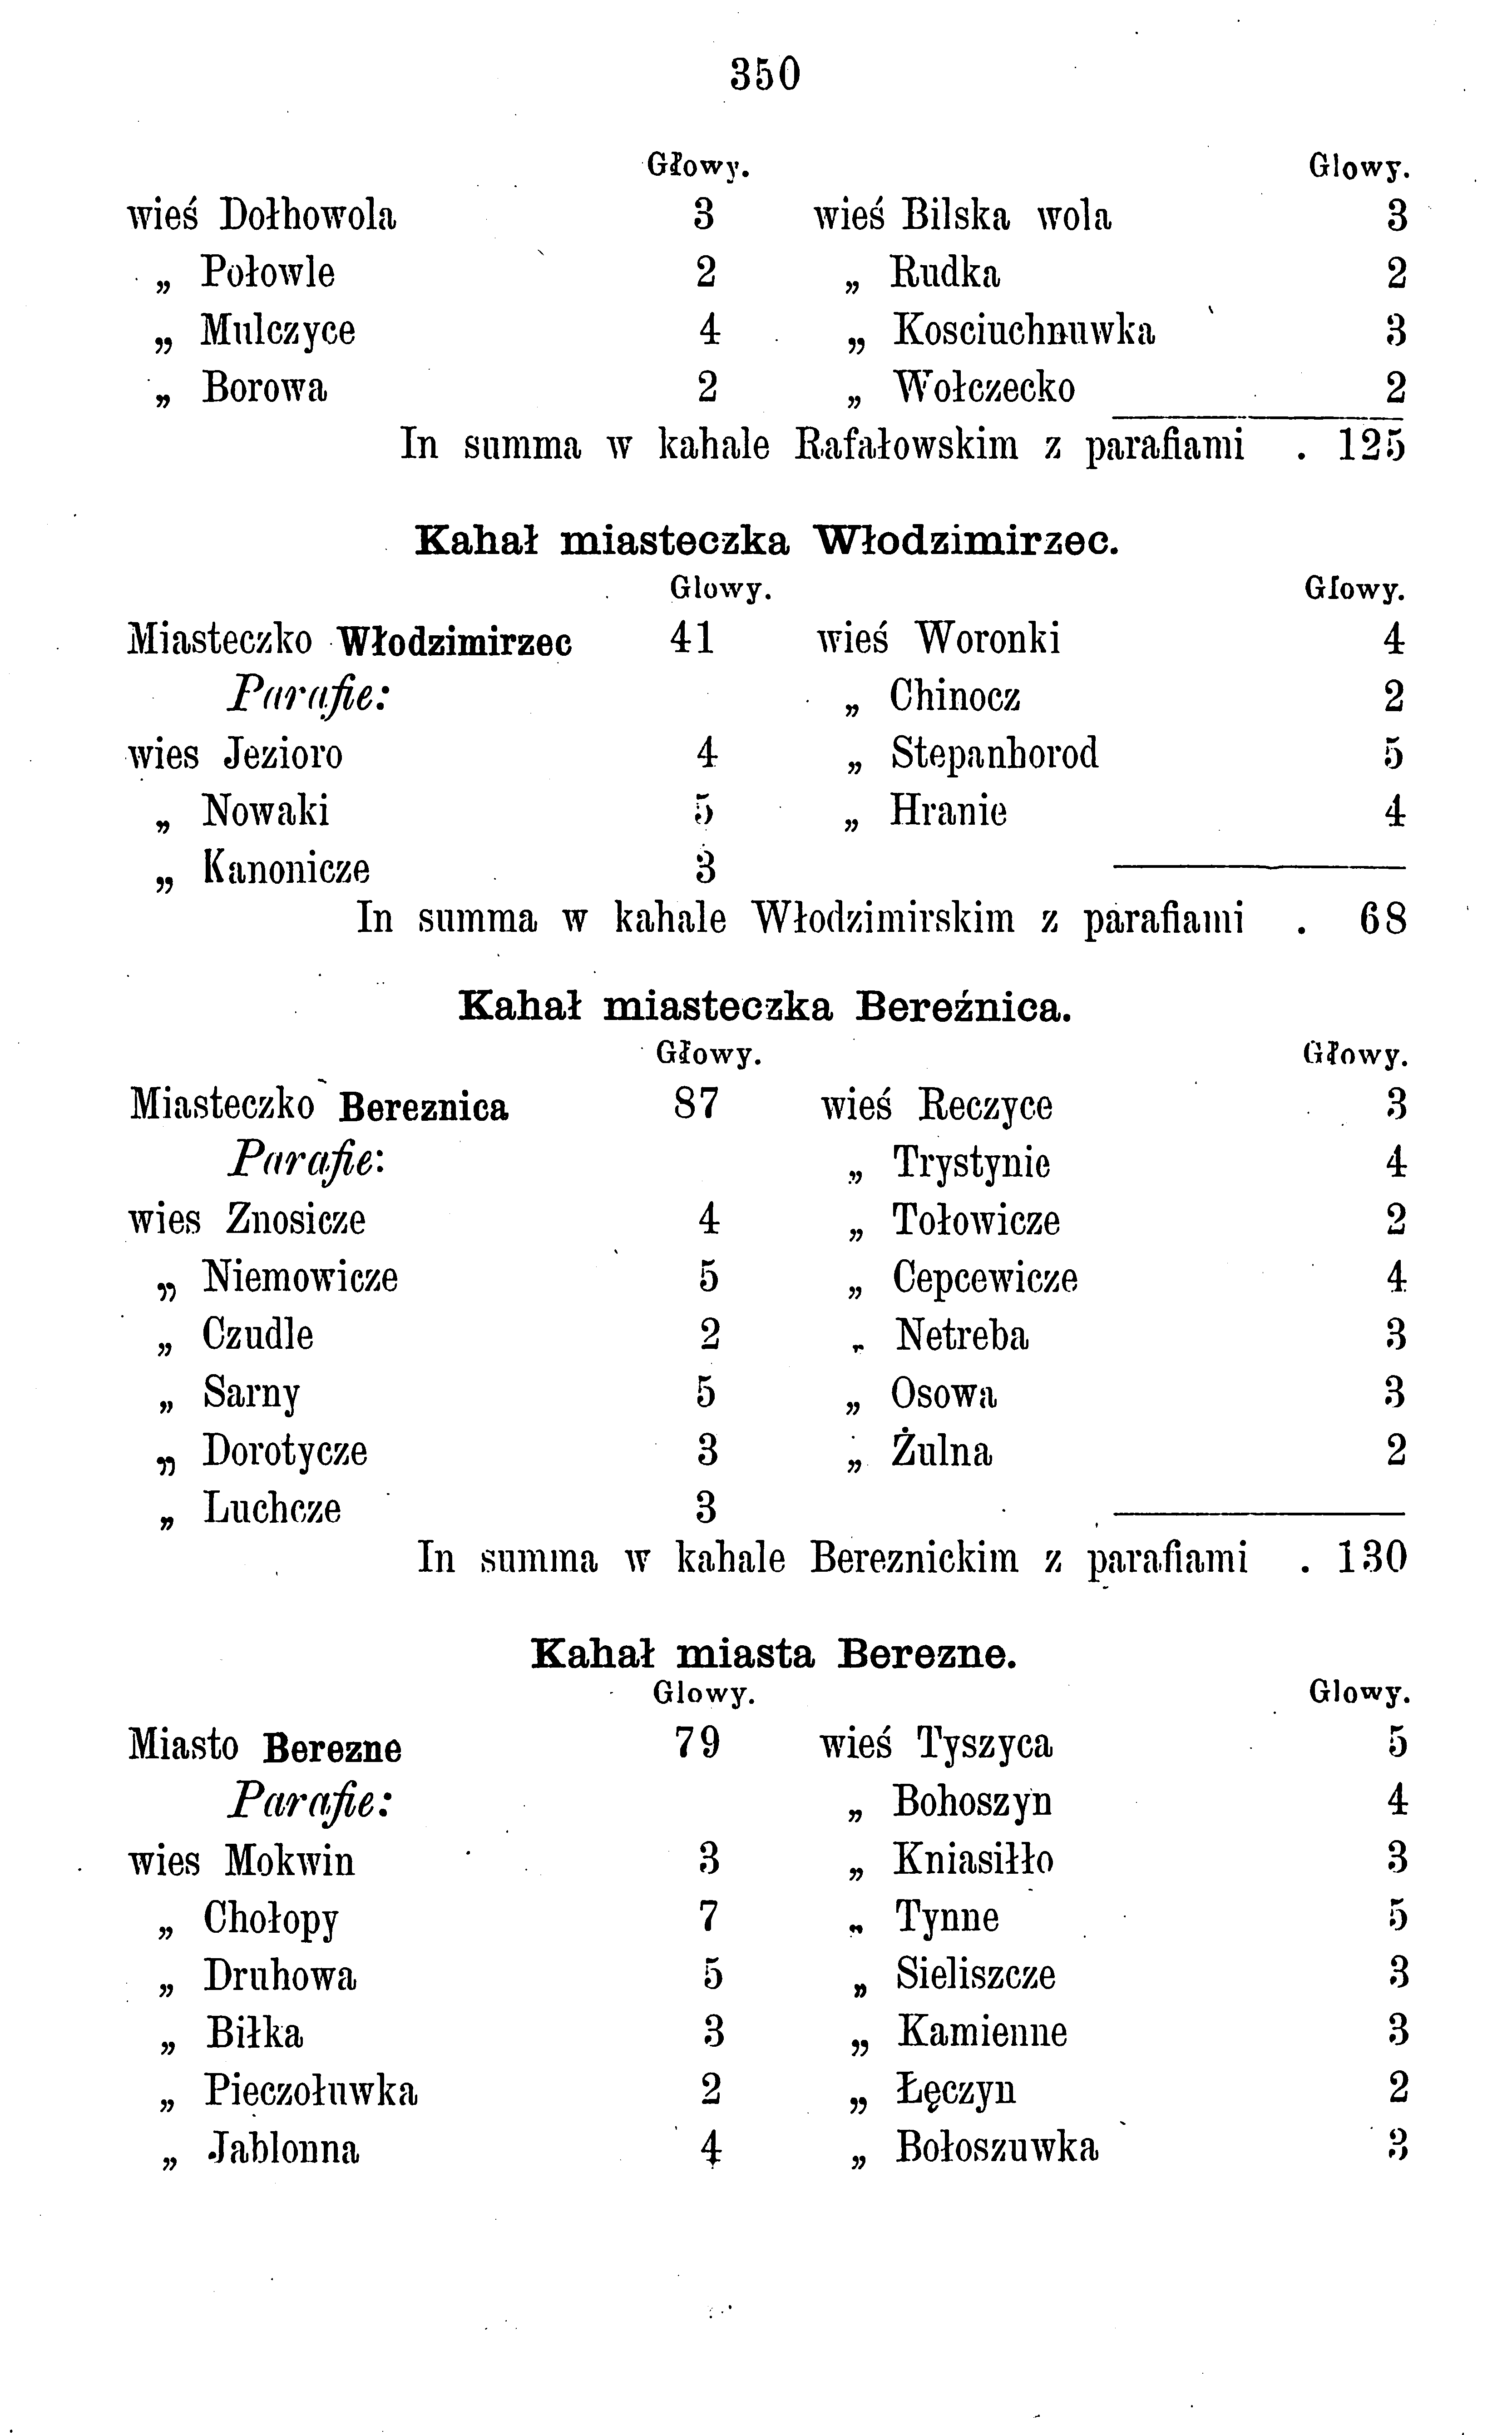 350
Głowy. Glowy.
wieś Dołhowola 3 wieś Bilska wola 3
„ Połowle 2 „ Rudka 2
„ Mulczyce 4 „ Kosciuchnuwka 3
„ Borowa 2 „ Wołczecko 2
In summa w kahale Rafałowskim z parafiami . 125
Kahał miasteczka Włodzimirzec.
Glowy. Głowy.
Miasteczko Włodzimirzec 41 wieś Woronki 4
Parafie: „ Chinocz 2
wies Jezioro 4 „ Stepanhorod 5
„ Nowaki 5 „ Hranie 4
„ Kanonicze 3
In summa w kahale Włodzimirskim z parafiami . 68
Kahał miasteczka Bereźnica.
Głowy. Głowy.
Miasteczko Bereznica 87 wieś Reczyce 3
Parafie: „ Trystynie 4
wies Znosicze 4 „ Tołowicze 2
„ Niemowicze 5 „ Cepcewicze 4
„ Czudle 2 „ Netreba 3
„ Sarny 5 „ Osowa 3
„ Dorotycze 3 „ Żulna 2
„ Luchcze 3
In summa w kahale Bereznickim z parafiami . 130
Kahał miasta Berezne.
Glowy. Glowy.
Miasto Berezne 79 wieś Tyszyca 5
Parafie: „ Bohoszyn 4
wies Mokwin 3 „ Kniasiłło 3
„ Chołopy 7 „ Tynne 5
„ Druhowa 5 „ Sieliszcze 3
„ Biłka 3 „ Kamienne 3
„ Pieczołuwka 2 „ Łęczyn 2
„ Jablonna 4 „ Bołoszuwka 3